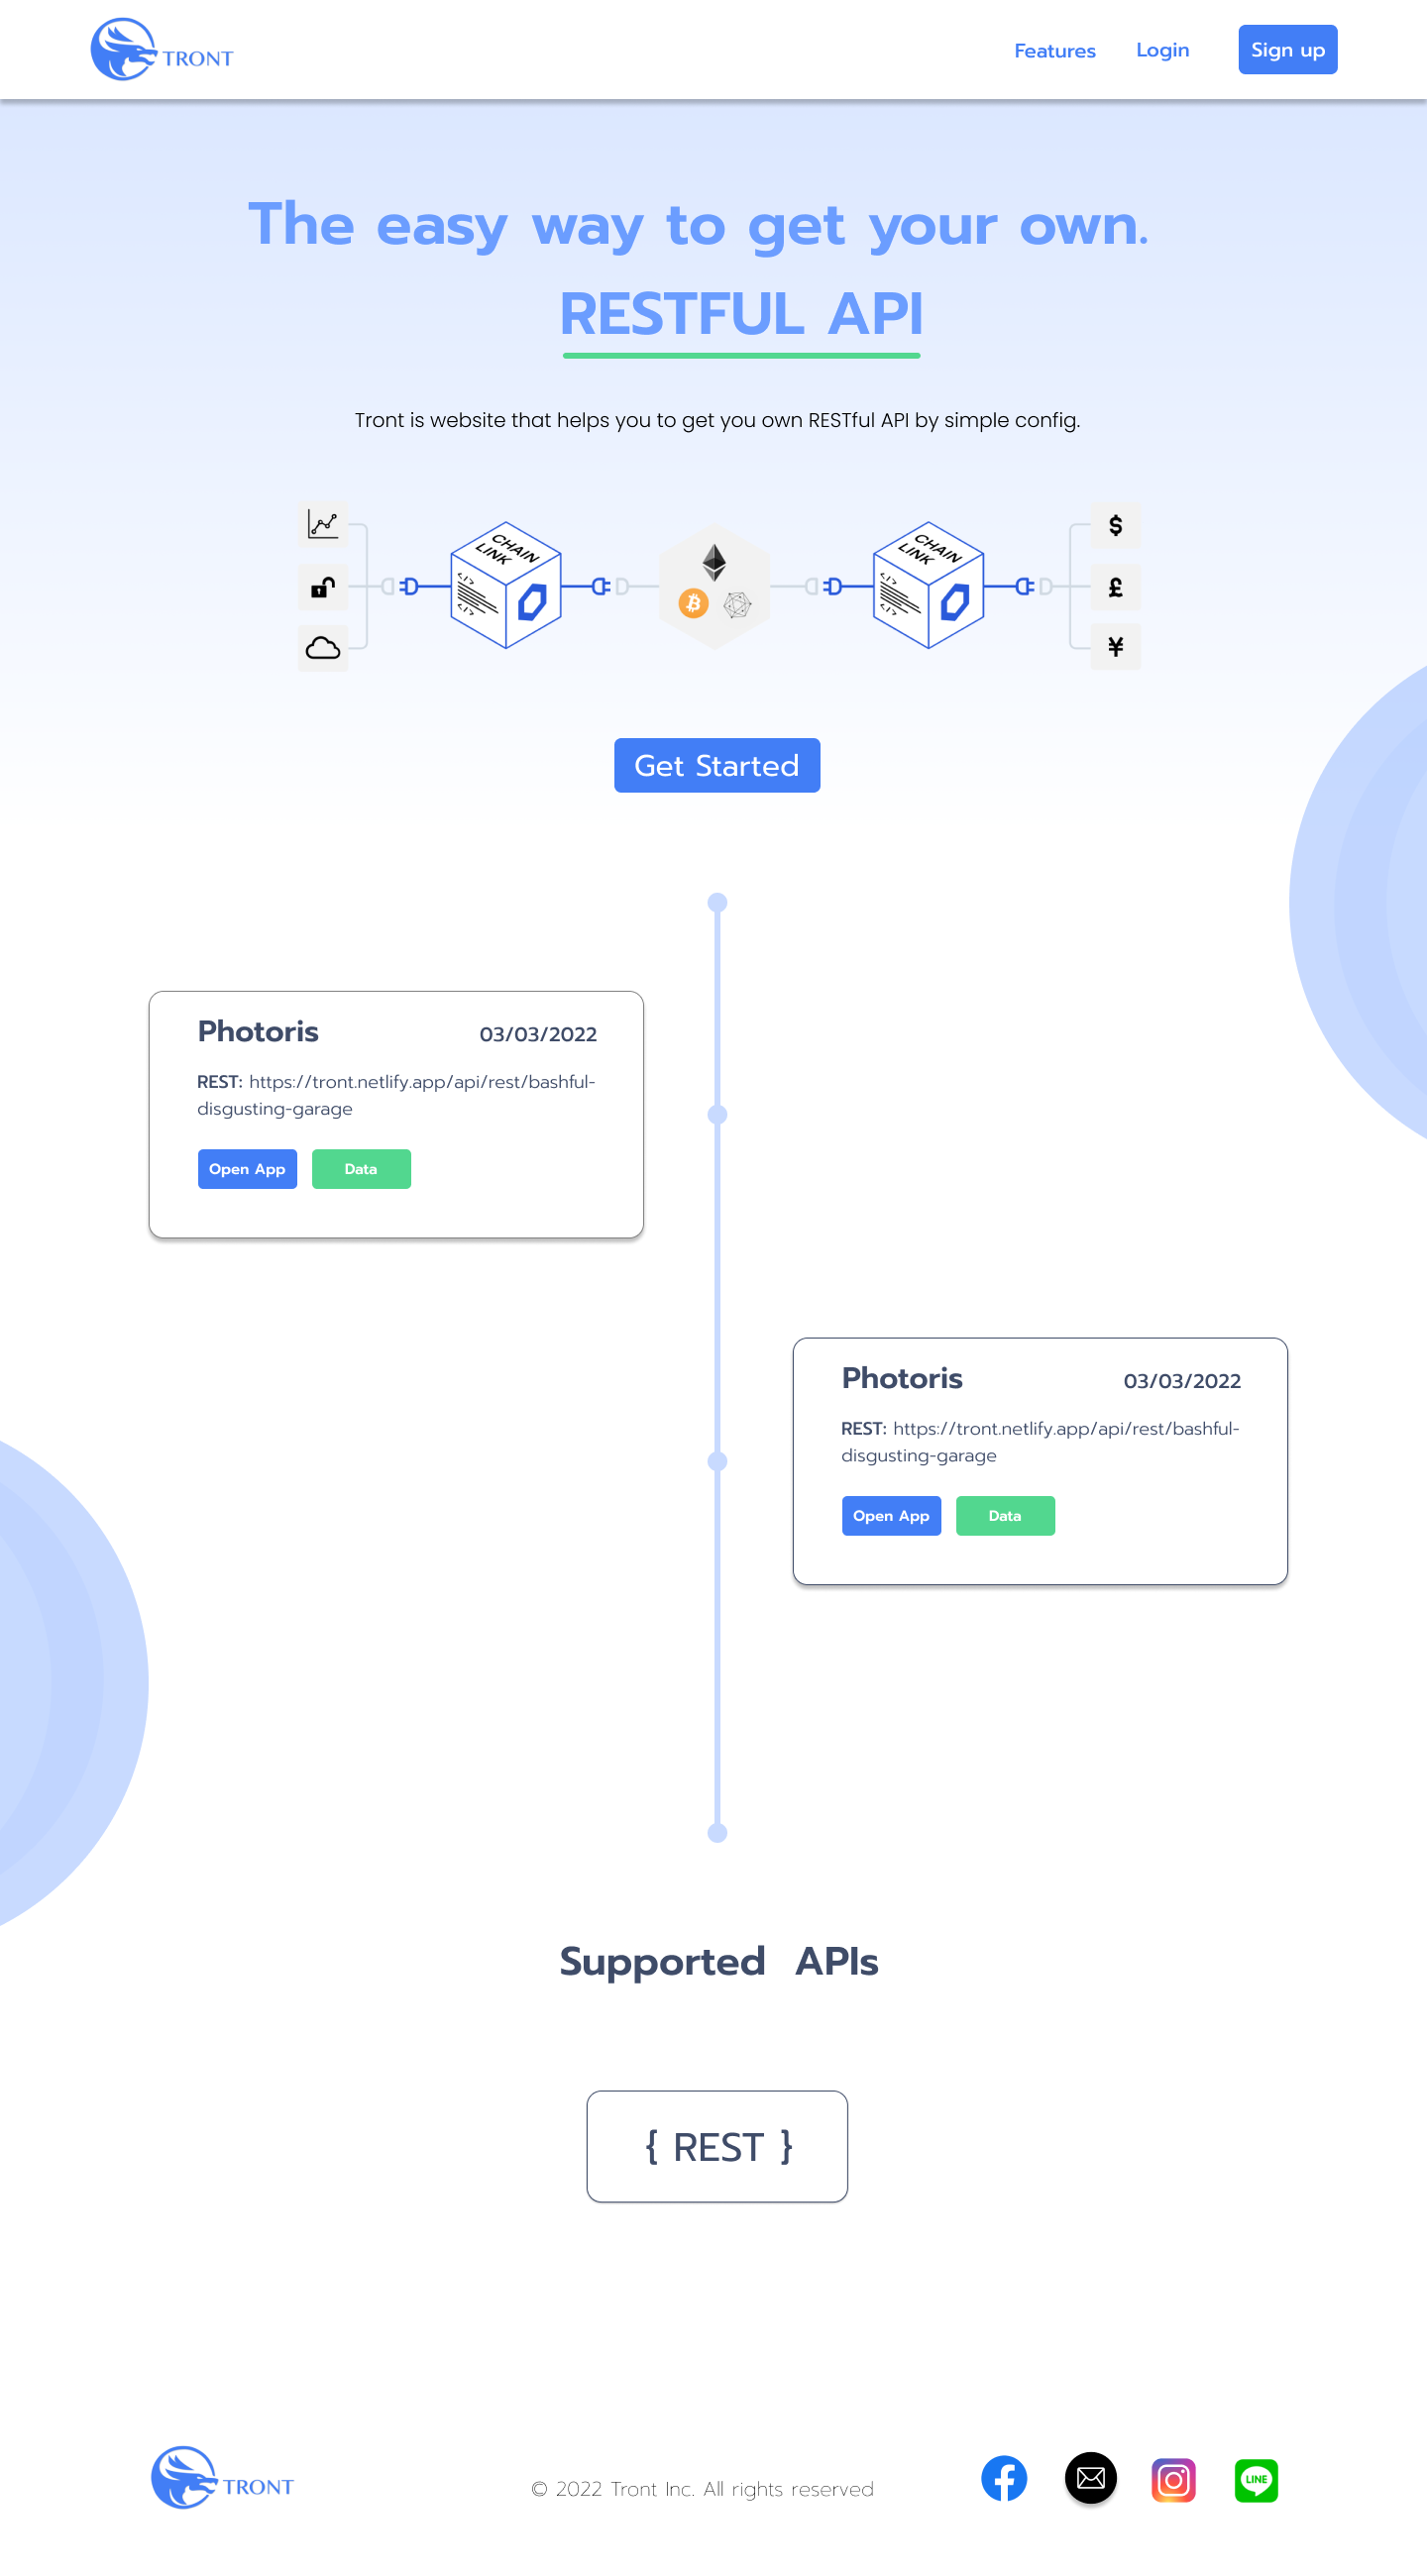 TRONT
Features Login Sign up
The easy way to get your own.
RESTFUL API
Tront is website that helps you to get you own RESTful API by simple config.
CHAIN LINK
</>
</>
CHAIN LINK
</>
</>
$
£
¥
Get Started
Photoris 03/03/2022
REST: https://tront.netlify.app/api/rest/bashful-
disgusting-garage
Open App Data
Photoris 03/03/2022
REST: https://tront.netlify.app/api/rest/bashful-
disgusting-garage
Open App Data
Supported APIs
{ REST }
TRONT
© 2022 Tront Inc. All rights reserved
LINE